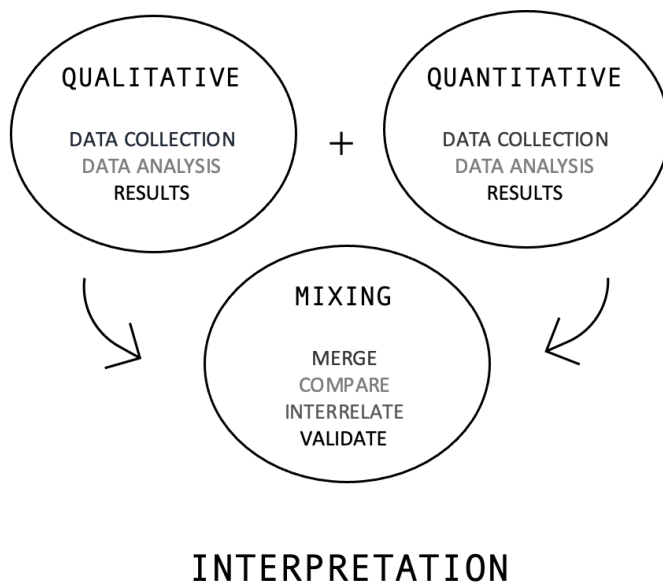 QUALITATIVE
DATA COLLECTION
DATA ANALYSIS
RESULTS
+
QUANTITATIVE
DATA COLLECTION
DATA ANALYSIS
RESULTS
MIXING
MERGE
COMPARE
INTERRELATE
VALIDATE
INTERPRETATION